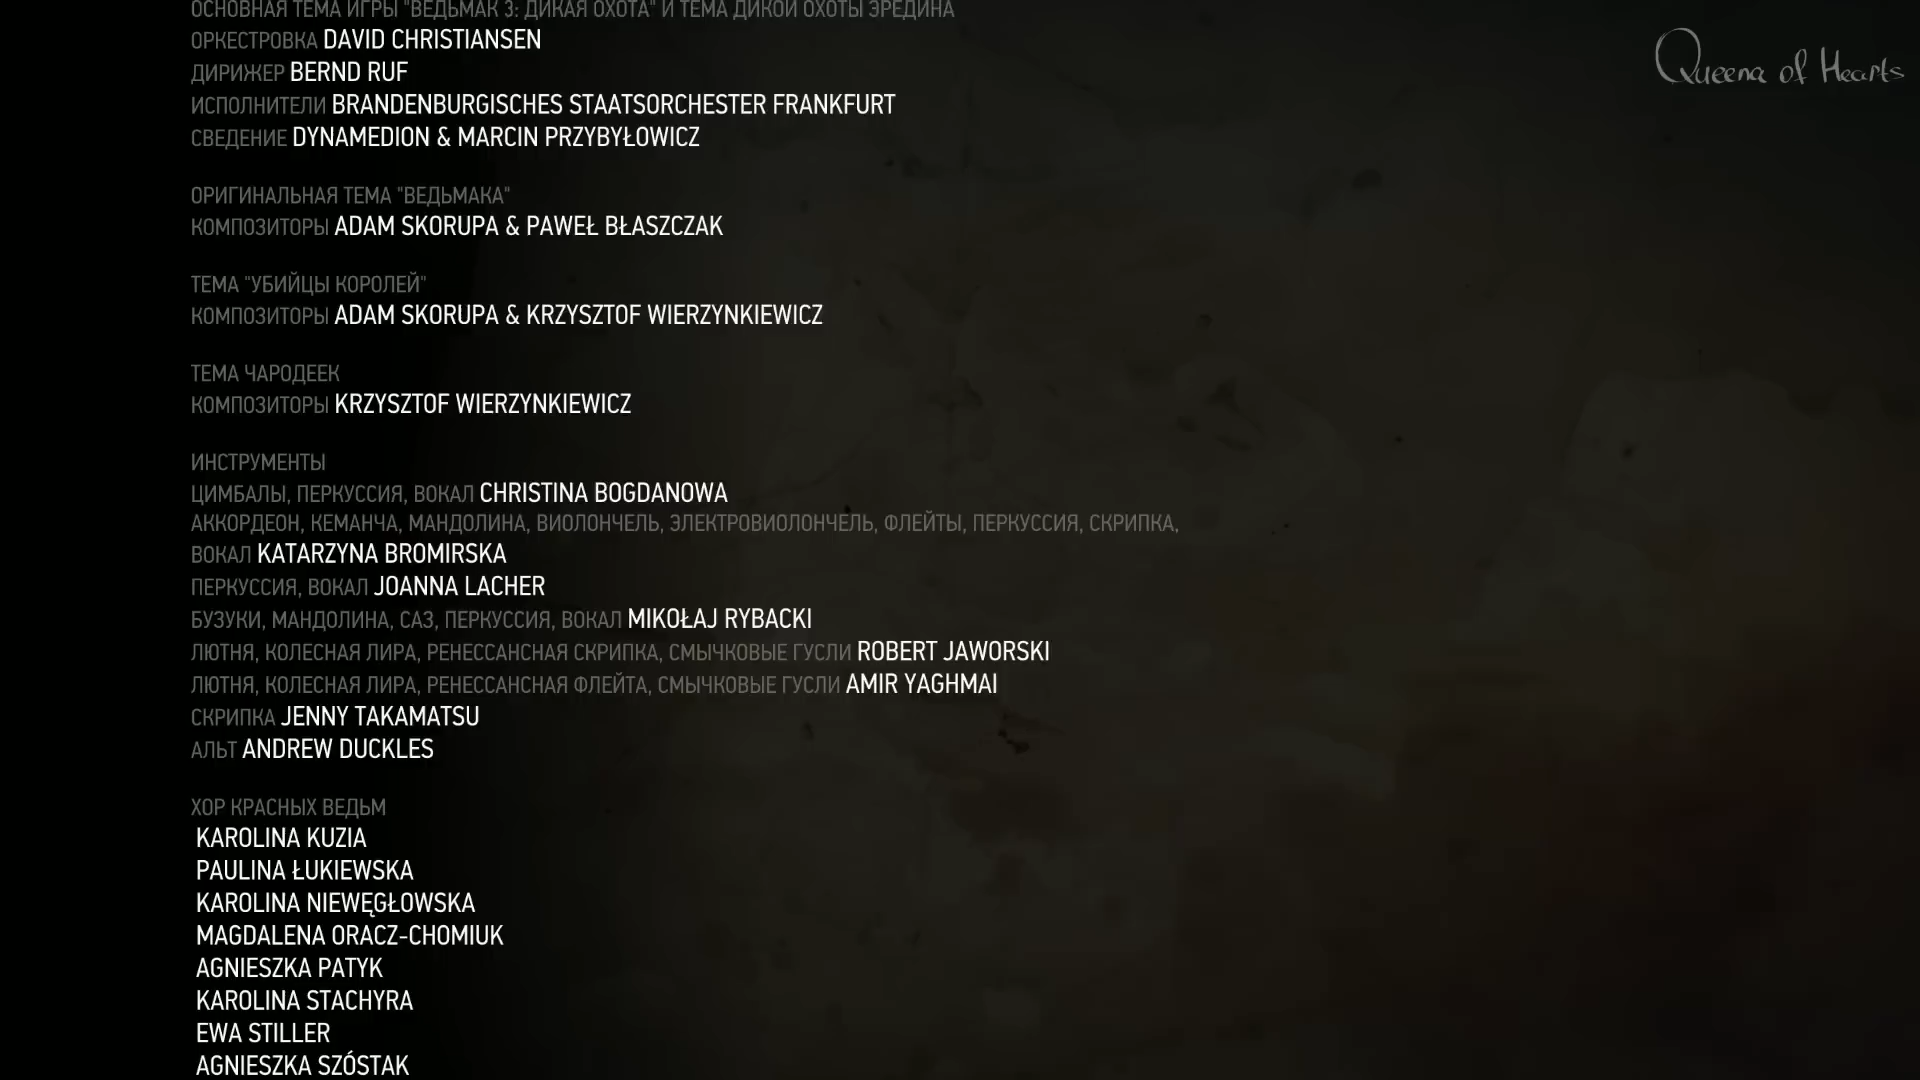 ОСНОВНАЯ ТЕМА ИГРЫ "ВЕДЬМАК 3: ДИКАЯ ОХОТА" И ТЕМА ДИКОЙ ОХОТЫ ЭРЕДИНА
ОРКЕСТРОВКА DAVID CHRISTIANSEN
ДИРИЖЕР BERND RUF
ИСПОЛНИТЕЛИ BRANDENBURGISCHES STAATSORCHESTER FRANKFURT
СВЕДЕНИЕ DYNAMEDION & MARCIN PRZYBYŁOWICZ
Queena of Hearts
ОРИГИНАЛЬНАЯ ТЕМА "ВЕДЬМАКА"
КОМПОЗИТОРЫ ADAM SKORUPA & PAWEŁ BŁASZCZAK
ТЕМА "УБИЙЦЫ КОРОЛЕЙ"
КОМПОЗИТОРЫ ADAM SKORUPA & KRZYSZTOF WIERZYNKIEWICZ
ТЕМА ЧАРОДЕЕК
КОМПОЗИТОРЫ KRZYSZTOF WIERZYNKIEWICZ
ИНСТРУМЕНТЫ
ЦИМБАЛЫ, ПЕРКУССИЯ, ВОКАЛ CHRISTINA BOGDANOWA
АККОРДЕОН, КЕМАНЧА, МАНДОЛИНА, ВИОЛОНЧЕЛЬ, ЭЛЕКТРОВИОЛОНЧЕЛЬ, ФЛЕЙТЫ, ПЕРКУССИЯ, СКРИПКА,
ВОКАЛ KATARZYNA BROMIRSKA
ПЕРКУССИЯ, ВОКАЛ JOANNA LACHER
БУЗУКИ, МАНДОЛИНА, САЗ, ПЕРКУССИЯ, ВОКАЛ MIKOŁAJ RYBACKI
ЛЮТНЯ, КОЛЕСНАЯ ЛИРА, РЕНЕССАНСНАЯ СКРИПКА, СМЫЧКОВЫЕ ГУСЛИ ROBERT JAWORSKI
ЛЮТНЯ, КОЛЕСНАЯ ЛИРА, РЕНЕССАНСНАЯ ФЛЕЙТА, СМЫЧКОВЫЕ ГУСЛИ AMIR YAGHMAI
СКРИПКА JENNY TAKAMATSU
АЛЬТ ANDREW DUCKLES
ХОР КРАСНЫХ ВЕДЬМ
KAROLINA KUZIA
PAULINA ŁUKIEWSKA
KAROLINA NIEWĘGŁOWSKA
MAGDALENA ORACZ-CHOMIUK
AGNIESZKA PATYK
KAROLINA STACHYRA
EWA STILLER
AGNIESZKA SZÓSTAK